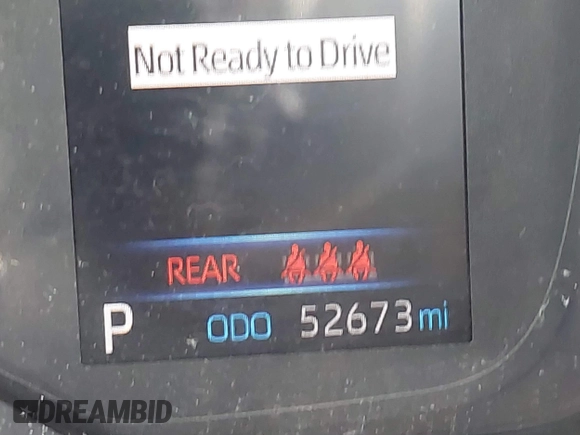 Not Ready to Drive
REAR
P ODO 52673 mi
DREAMBID